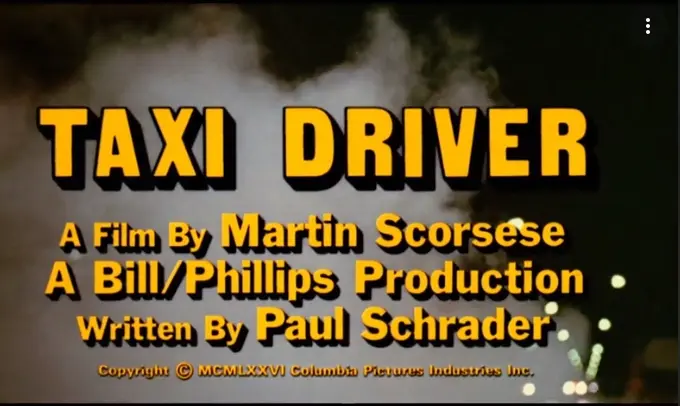 TAXI DRIVER
A Film By Martin Scorsese
A Bill/Phillips Production
Written By Paul Schrader
Copyright © MCMLXXVI Columbia Pictures Industries Inc.